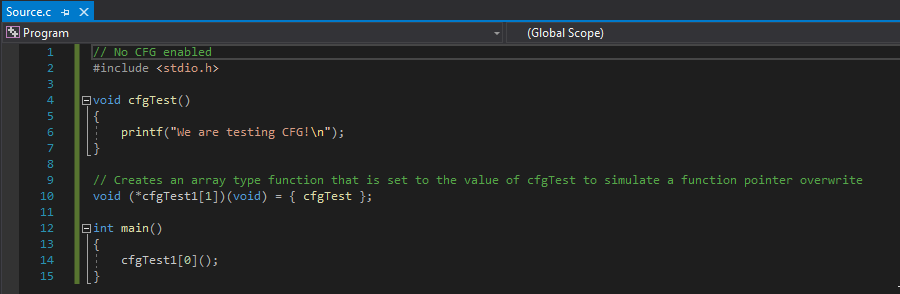 Source.c
Program
(Global Scope)
1 // No CFG enabled
2 #include <stdio.h>
3
4 void cfgTest()
5 {
6 printf("We are testing CFG!\n");
7 }
8
9 // Creates an array type function that is set to the value of cfgTest to simulate a function pointer overwrite
10 void (*cfgTest1[1])(void) = { cfgTest };
11
12 int main()
13 {
14 cfgTest1[0]();
15 }